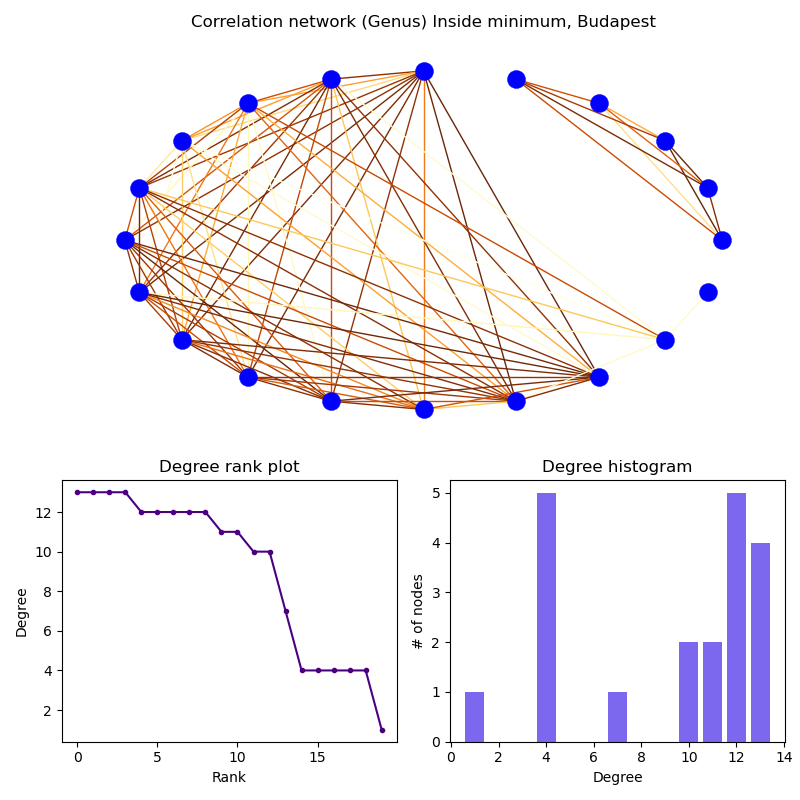 Correlation network (Genus) Inside minimum, Budapest
Degree rank plot
Degree
12
10
8
6
4
2
0 5 10 15
Rank
Degree histogram
# of nodes
5
4
3
2
1
0
0 2 4 6 8 10 12 14
Degree